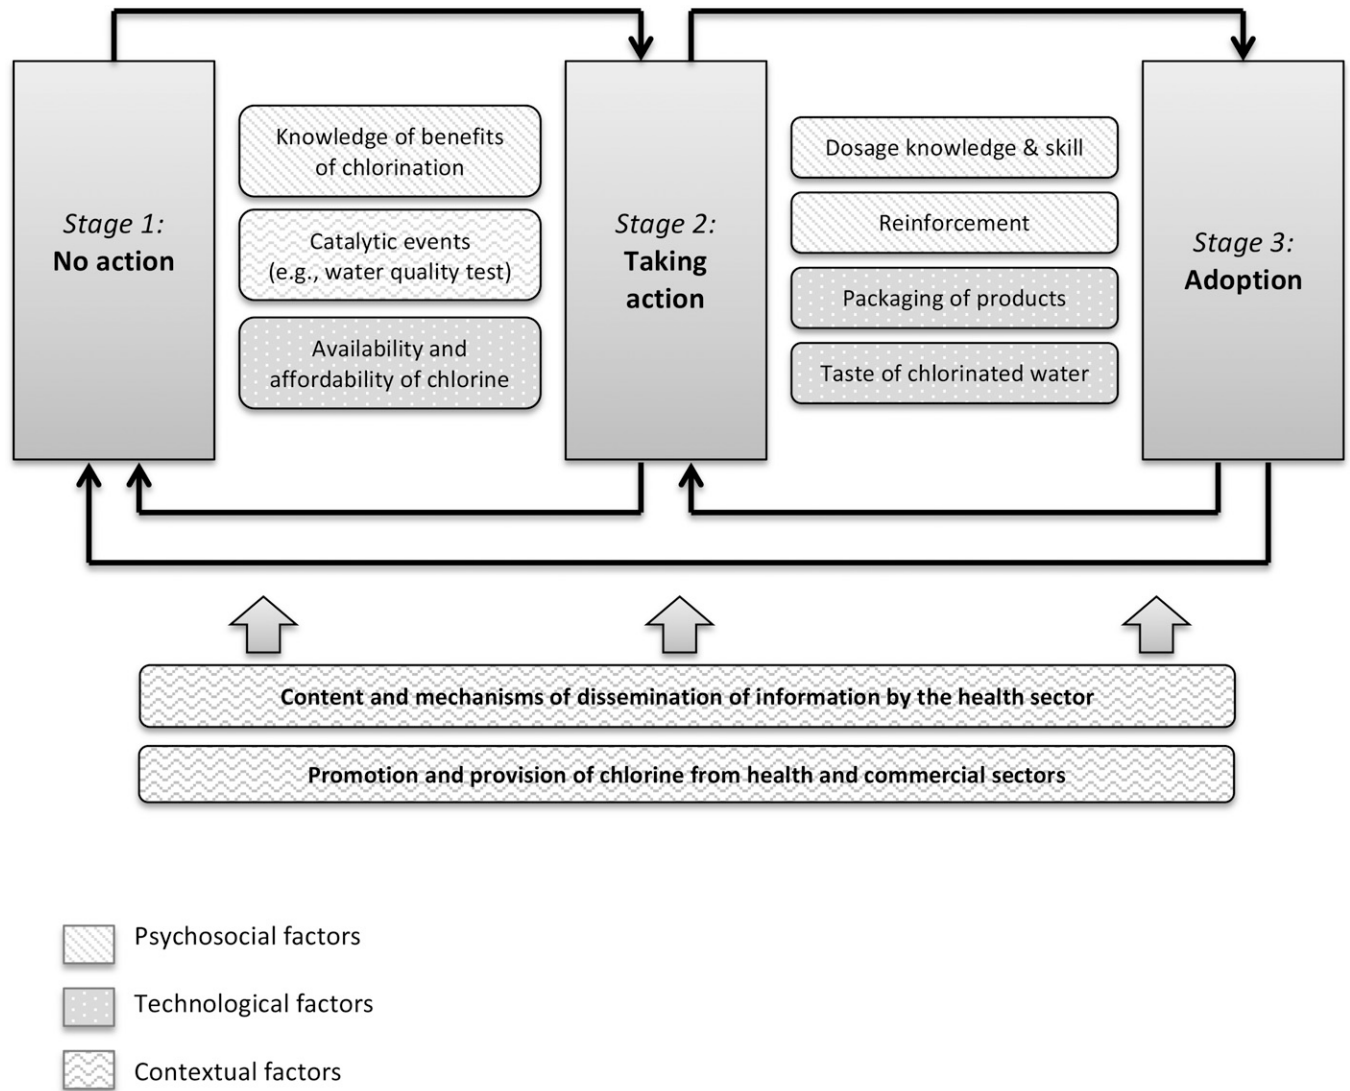 Stage 1:
No action
Knowledge of benefits
of chlorination
Catalytic events
(e.g., water quality test)
Availability and
affordability of chlorine
Stage 2:
Taking
action
Dosage knowledge & skill
Reinforcement
Packaging of products
Taste of chlorinated water
Stage 3:
Adoption
Content and mechanisms of dissemination of information by the health sector
Promotion and provision of chlorine from health and commercial sectors
Psychosocial factors
Technological factors
Contextual factors